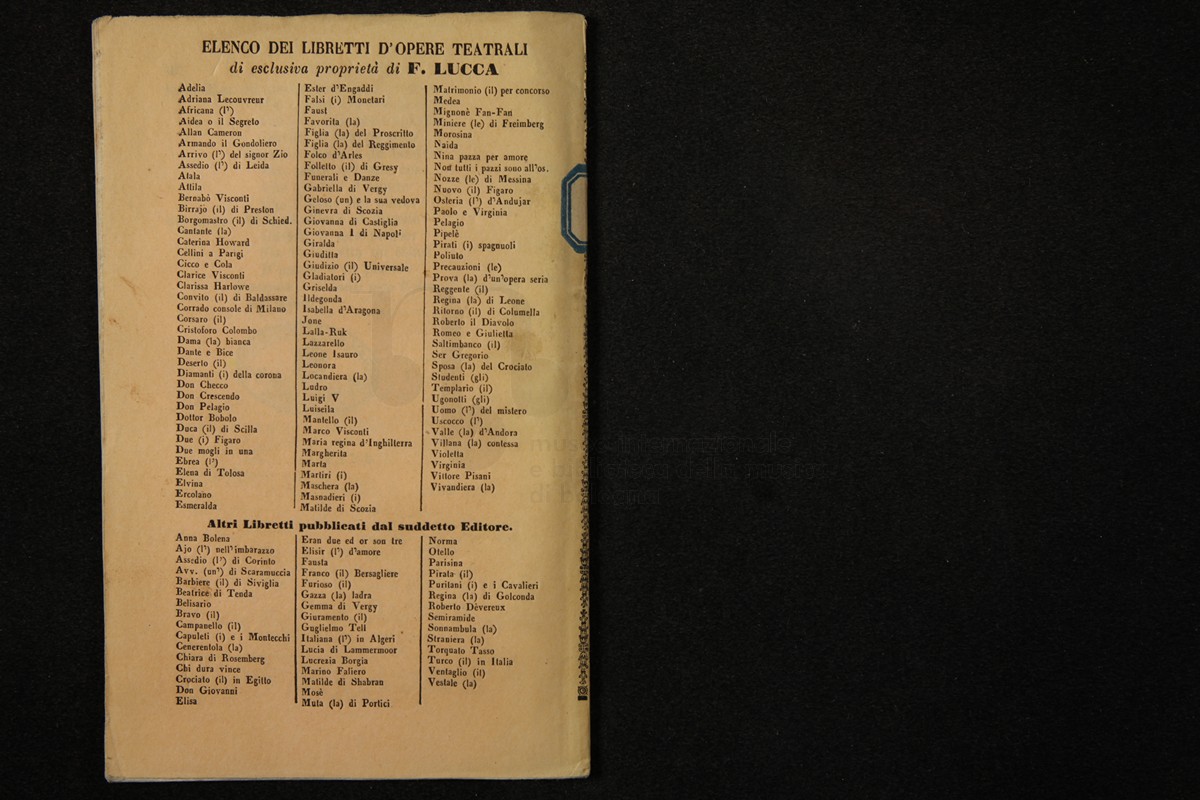 ELENCO DEI LIBRETTI D'OPERE TEATRALI
di esclusiva proprietà di F. LUCCA
Adelia
Adriana Lecouvreur
Africana (l')
Aidea o il Segreto
Allan Cameron
Armando il Gondoliero
Arrivo (l') del signor Zio
Assedio (l') di Leida
Atala
Attila
Bernabò Visconti
Birrajo (il) di Preston
Borgomastro (il) di Schied.
Cantante (la)
Caterina Howard
Cellini a Parigi
Cicco e Cola
Clarice Visconti
Clarissa Harlowe
Convito (il) di Baldassare
Corrado console di Milano
Corsaro (il)
Cristoforo Colombo
Dama (la) bianca
Dante e Bice
Deserto (il)
Diamanti (i) della corona
Don Checco
Don Crescendo
Don Pelagio
Dottor Bobolo
Duca (il) di Scilla
Due (i) Figaro
Due mogli in una
Ebrea (l')
Elena di Tolosa
Elvina
Ercolano
Esmeralda
Ester d'Engaddi
Falsi (i) Monetari
Faust
Favorita (la)
Figlia (la) del Proscritto
Figlia (la) del Reggimento
Folco d'Arles
Folletto (il) di Gresy
Funerali e Danze
Gabriella di Vergy
Geloso (un) e la sua vedova
Ginevra di Scozia
Giovanna di Castiglia
Giovanna I di Napoli
Giralda
Giuditta
Giudizio (il) Universale
Gladiatori (i)
Griselda
Ildegonda
Isabella d'Aragona
Jone
Lalla-Ruk
Lazzarello
Leone Isauro
Leonora
Locandiera (la)
Ludro
Luigi V
Luiseila
Mantello (il)
Marco Visconti
Maria regina d'Inghilterra
Margherita
Marta
Martiri (i)
Maschera (la)
Masnadieri (i)
Matilde di Scozia
Matrimonio (il) per concorso
Medea
Mignonè Fan-Fan
Miniere (le) di Freimberg
Morosina
Naida
Nina pazza per amore
Non tutti i pazzi sono all'os.
Nozze (le) di Messina
Nuovo (il) Figaro
Osteria (l') d'Andujar
Paolo e Virginia
Pelagio
Pipelè
Pirati (i) spagnuoli
Poliuto
Precauzioni (le)
Prova (la) d'un'opera seria
Reggente (il)
Regina (la) di Leone
Ritorno (il) di Columella
Roberto il Diavolo
Romeo e Giulietta
Saltimbanco (il)
Ser Gregorio
Sposa (la) del Crociato
Studenti (gli)
Templario (il)
Ugonotti (gli)
Uomo (l') del mistero
Uscocco (l')
Valle (la) d'Andora
Villana (la) contessa
Violetta
Virginia
Vittore Pisani
Vivandiera (la)
Altri Libretti pubblicati dal suddetto Editore.
Anna Bolena
Ajo (l') nell'imbarazzo
Assedio (l') di Corinto
Avv. (un') di Scaramuccia
Barbiere (il) di Siviglia
Beatrice di Tenda
Belisario
Bravo (il)
Campanello (il)
Capuleti (i) e i Montecchi
Cenerentola (la)
Chiara di Rosemberg
Chi dura vince
Crociato (il) in Egitto
Don Giovanni
Elisa
Eran due ed or son tre
Elisir (l') d'amore
Fausta
Franco (il) Bersagliere
Furioso (il)
Gazza (la) ladra
Gemma di Vergy
Giuramento (il)
Guglielmo Tell
Italiana (l') in Algeri
Lucia di Lammermoor
Lucrezia Borgia
Marino Faliero
Matilde di Shabran
Mosè
Muta (la) di Portici
Norma
Otello
Parisina
Pirata (il)
Puritani (i) e i Cavalieri
Regina (la) di Golconda
Roberto Dèvereux
Semiramide
Sonnambula (la)
Straniera (la)
Torquato Tasso
Turco (il) in Italia
Ventaglio (il)
Vestale (la)